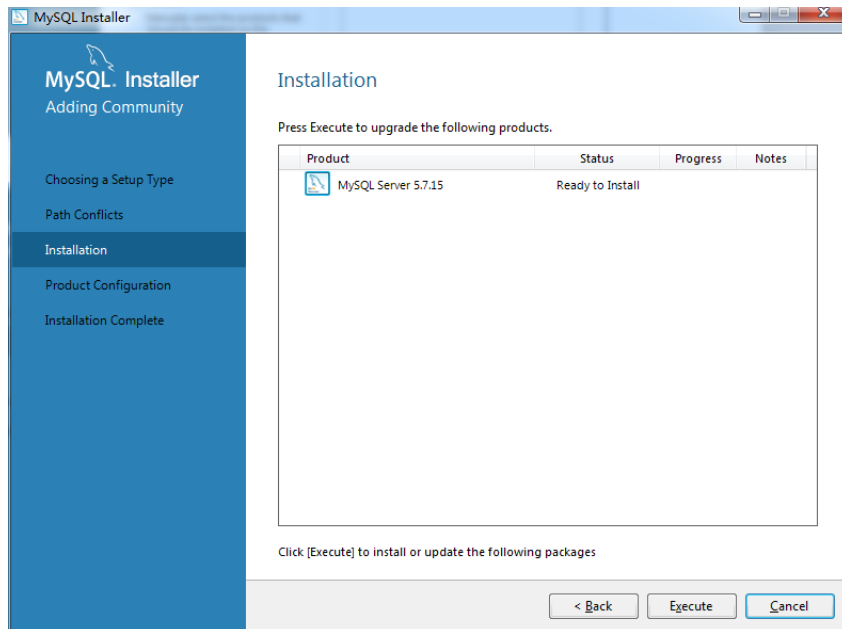 MySQL Installer
MySQL. Installer
Adding Community
Choosing a Setup Type
Path Conflicts
Installation
Product Configuration
Installation Complete
Installation
Press Execute to upgrade the following products.
Product Status Progress Notes
MySQL Server 5.7.15 Ready to Install
Click [Execute] to install or update the following packages
< Back Execute Cancel